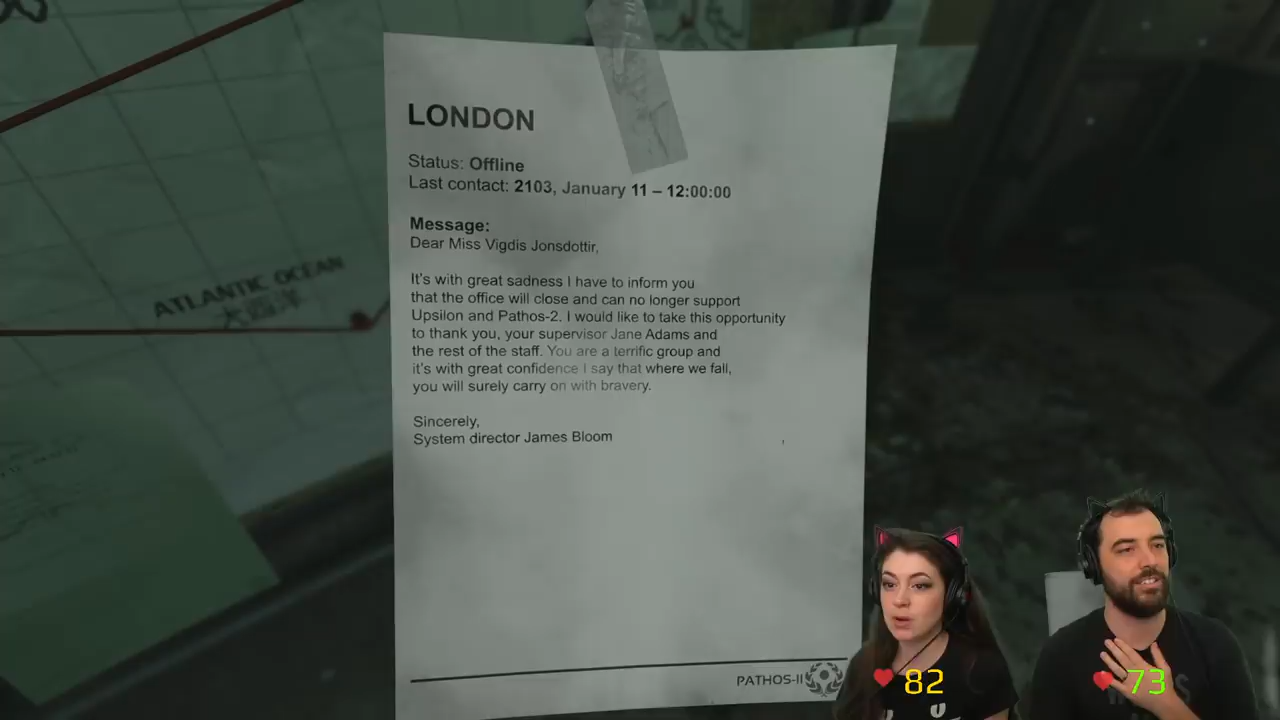 LONDON
Status: Offline
Last contact: 2103, January 11 – 12:00:00
Message:
Dear Miss Vigdis Jonsdottir,
It's with great sadness I have to inform you
that the office will close and can no longer support
Upsilon and Pathos-2. I would like to take this opportunity
to thank you, your supervisor Jane Adams and
the rest of the staff. You are a terrific group and
it's with great confidence I say that where we fall,
you will surely carry on with bravery.
Sincerely,
System director James Bloom
PATHOS-II
ATLANTIC OCEAN
大西洋
82
73